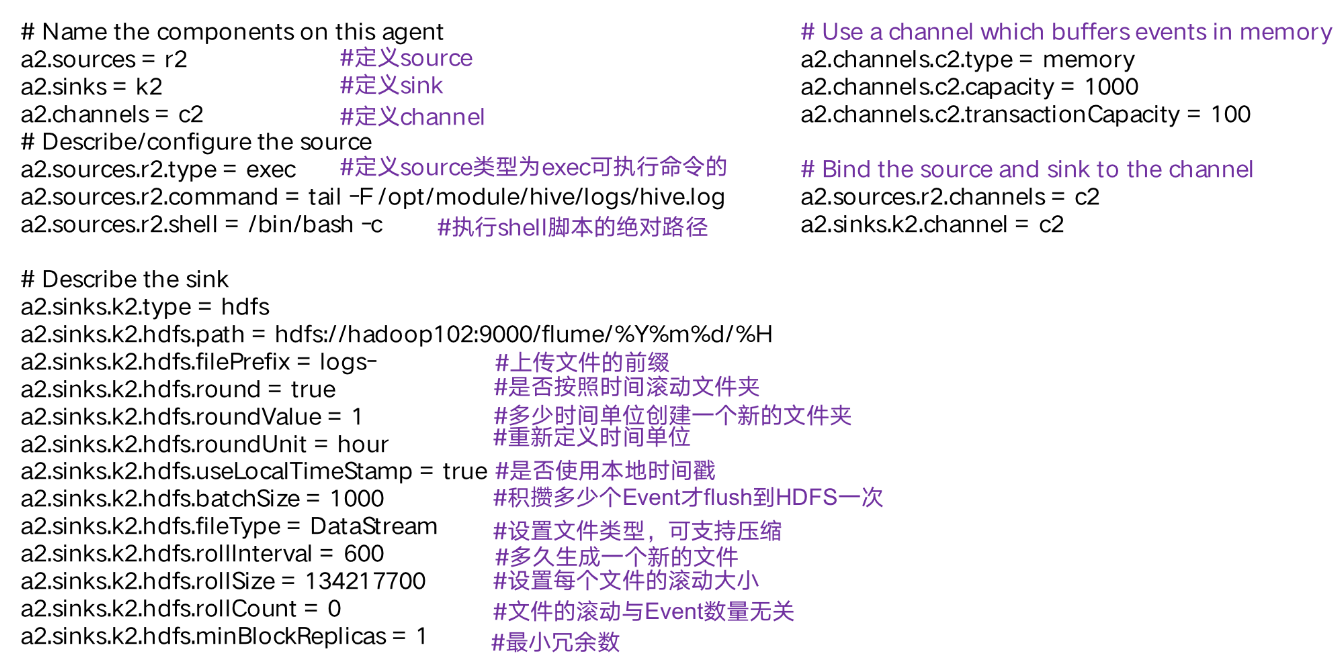 # Name the components on this agent
a2.sources = r2 #定义source
a2.sinks = k2 #定义sink
a2.channels = c2 #定义channel
# Describe/configure the source
a2.sources.r2.type = exec #定义source类型为exec可执行命令的
a2.sources.r2.command = tail -F /opt/module/hive/logs/hive.log
a2.sources.r2.shell = /bin/bash -c #执行shell脚本的绝对路径
# Describe the sink
a2.sinks.k2.type = hdfs
a2.sinks.k2.hdfs.path = hdfs://hadoop102:9000/flume/%Y%m%d/%H
a2.sinks.k2.hdfs.filePrefix = logs- #上传文件的前缀
a2.sinks.k2.hdfs.round = true #是否按照时间滚动文件夹
a2.sinks.k2.hdfs.roundValue = 1 #多少时间单位创建一个新的文件夹
a2.sinks.k2.hdfs.roundUnit = hour #重新定义时间单位
a2.sinks.k2.hdfs.useLocalTimeStamp = true #是否使用本地时间戳
a2.sinks.k2.hdfs.batchSize = 1000 #积攒多少个Event才flush到HDFS一次
a2.sinks.k2.hdfs.fileType = DataStream #设置文件类型，可支持压缩
a2.sinks.k2.hdfs.rollInterval = 600 #多久生成一个新的文件
a2.sinks.k2.hdfs.rollSize = 134217700 #设置每个文件的滚动大小
a2.sinks.k2.hdfs.rollCount = 0 #文件的滚动与Event数量无关
a2.sinks.k2.hdfs.minBlockReplicas = 1 #最小冗余数
# Use a channel which buffers events in memory
a2.channels.c2.type = memory
a2.channels.c2.capacity = 1000
a2.channels.c2.transactionCapacity = 100
# Bind the source and sink to the channel
a2.sources.r2.channels = c2
a2.sinks.k2.channel = c2